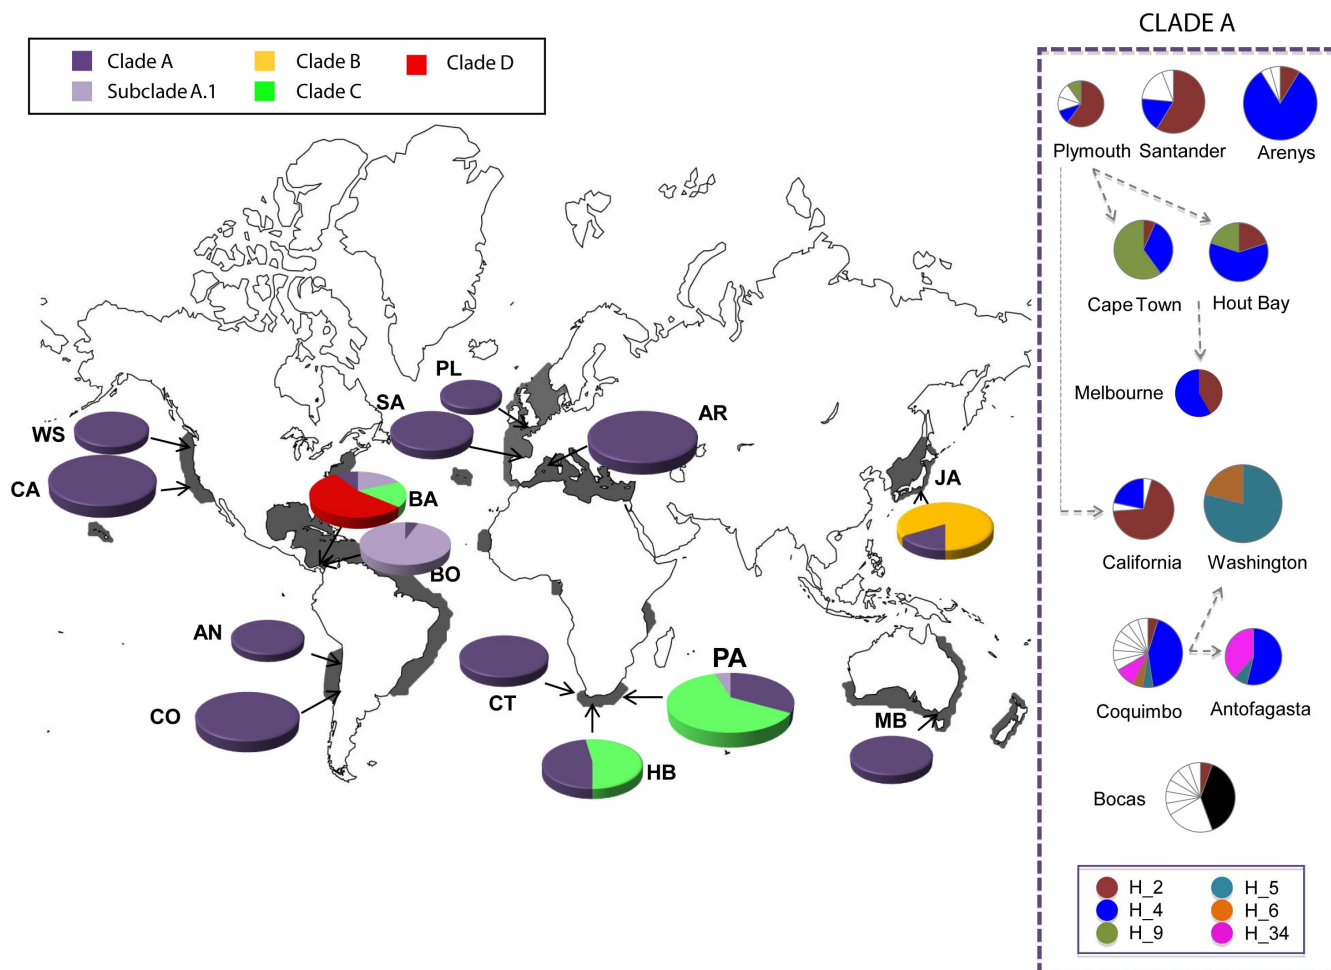 CLADE A
Clade A
Clade B
Clade D
Subclade A.1
Clade C
Plymouth
Santander
Arenys
Cape Town
Hout Bay
Melbourne
California
Washington
Coquimbo
Antofagasta
Bocas
H_2
H_5
H_4
H_6
H_9
H_34
PL
SA
AR
WS
CA
BA
JA
BO
AN
CT
PA
CO
MB
HB